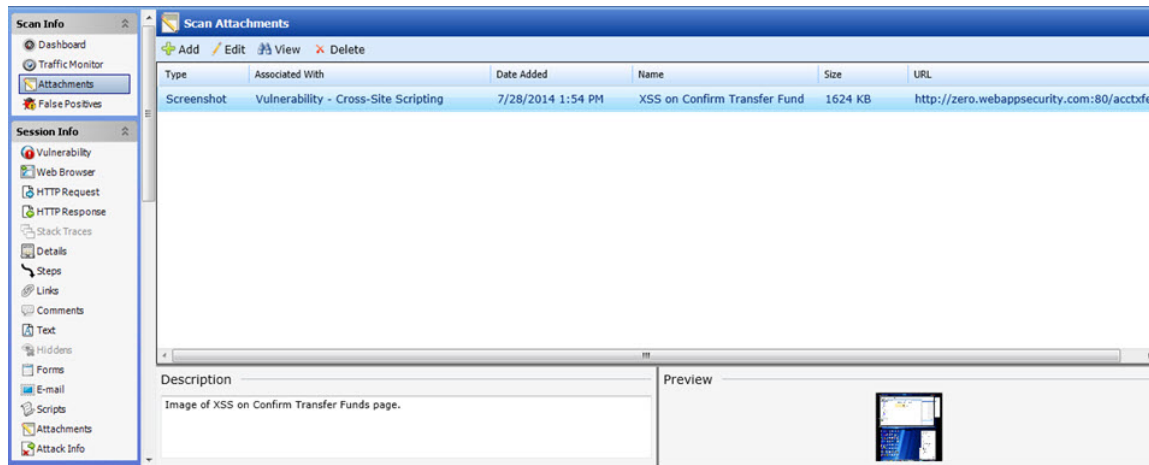 Scan Info
Dashboard
Traffic Monitor
Attachments
False Positives
Session Info
Vulnerability
Web Browser
HTTP Request
HTTP Response
Stack Traces
Details
Steps
Links
Comments
Text
Hiddens
Forms
E-mail
Scripts
Attachments
Attack Info
Scan Attachments
Add Edit View Delete
Type Associated With Date Added Name Size URL
Screenshot Vulnerability - Cross-Site Scripting 7/28/2014 1:54 PM XSS on Confirm Transfer Fund 1624 KB http://zero.webappsecurity.com:80/acctxfe
Description
Image of XSS on Confirm Transfer Funds page.
Preview